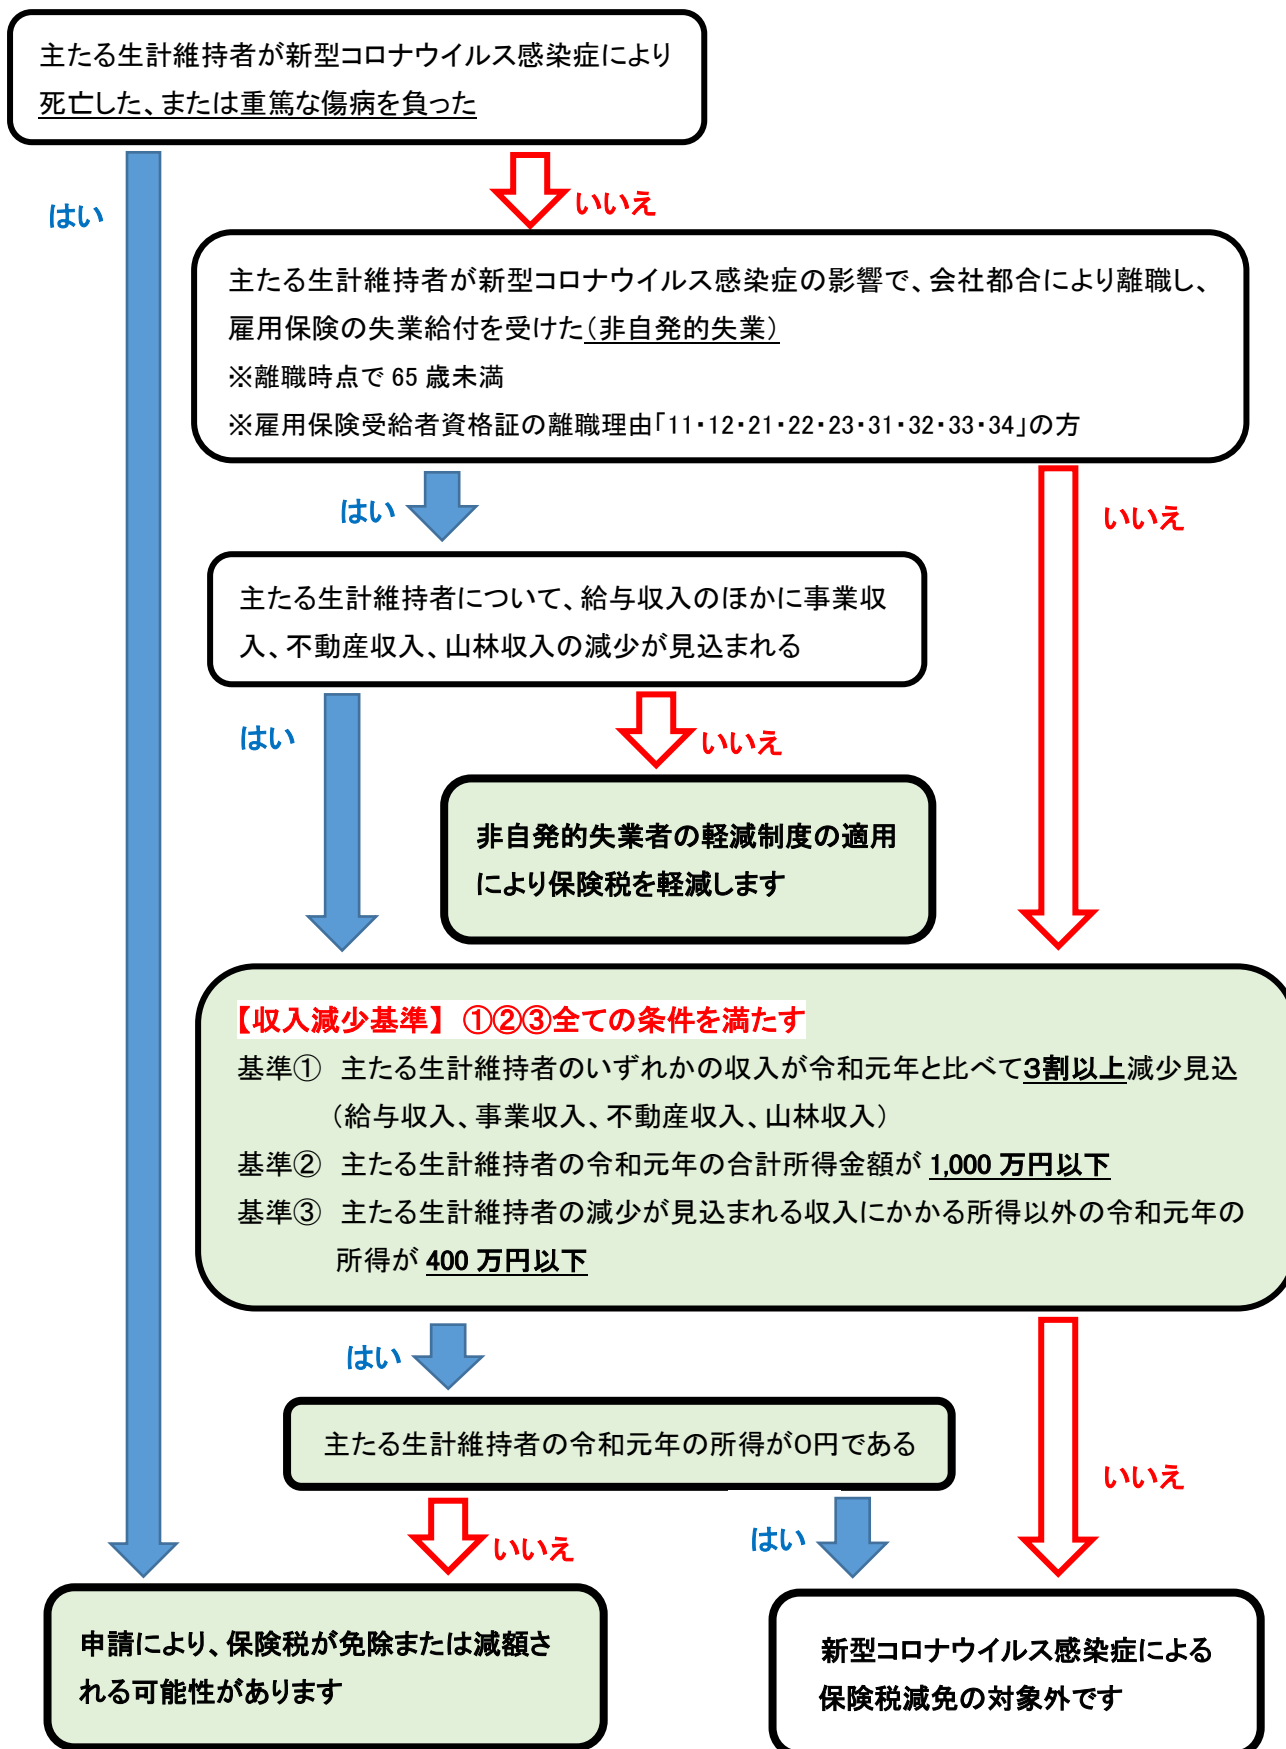 主たる生計維持者が新型コロナウイルス感染症により
死亡した、または重篤な傷病を負った
はい
いいえ
主たる生計維持者が新型コロナウイルス感染症の影響で、会社都合により離職し、
雇用保険の失業給付を受けた（非自発的失業）
※離職時点で 65 歳未満
※雇用保険受給者資格証の離職理由「11・12・21・22・23・31・32・33・34」の方
はい
いいえ
主たる生計維持者について、給与収入のほかに事業収
入、不動産収入、山林収入の減少が見込まれる
はい
いいえ
非自発的失業者の軽減制度の適用
により保険税を軽減します
【収入減少基準】 ①②③全ての条件を満たす
基準① 主たる生計維持者のいずれかの収入が令和元年と比べて３割以上減少見込
（給与収入、事業収入、不動産収入、山林収入）
基準② 主たる生計維持者の令和元年の合計所得金額が 1,000 万円以下
基準③ 主たる生計維持者の減少が見込まれる収入にかかる所得以外の令和元年の
所得が 400 万円以下
はい
いいえ
主たる生計維持者の令和元年の所得が０円である
いいえ
はい
申請により、保険税が免除または減額さ
れる可能性があります
新型コロナウイルス感染症による
保険税減免の対象外です